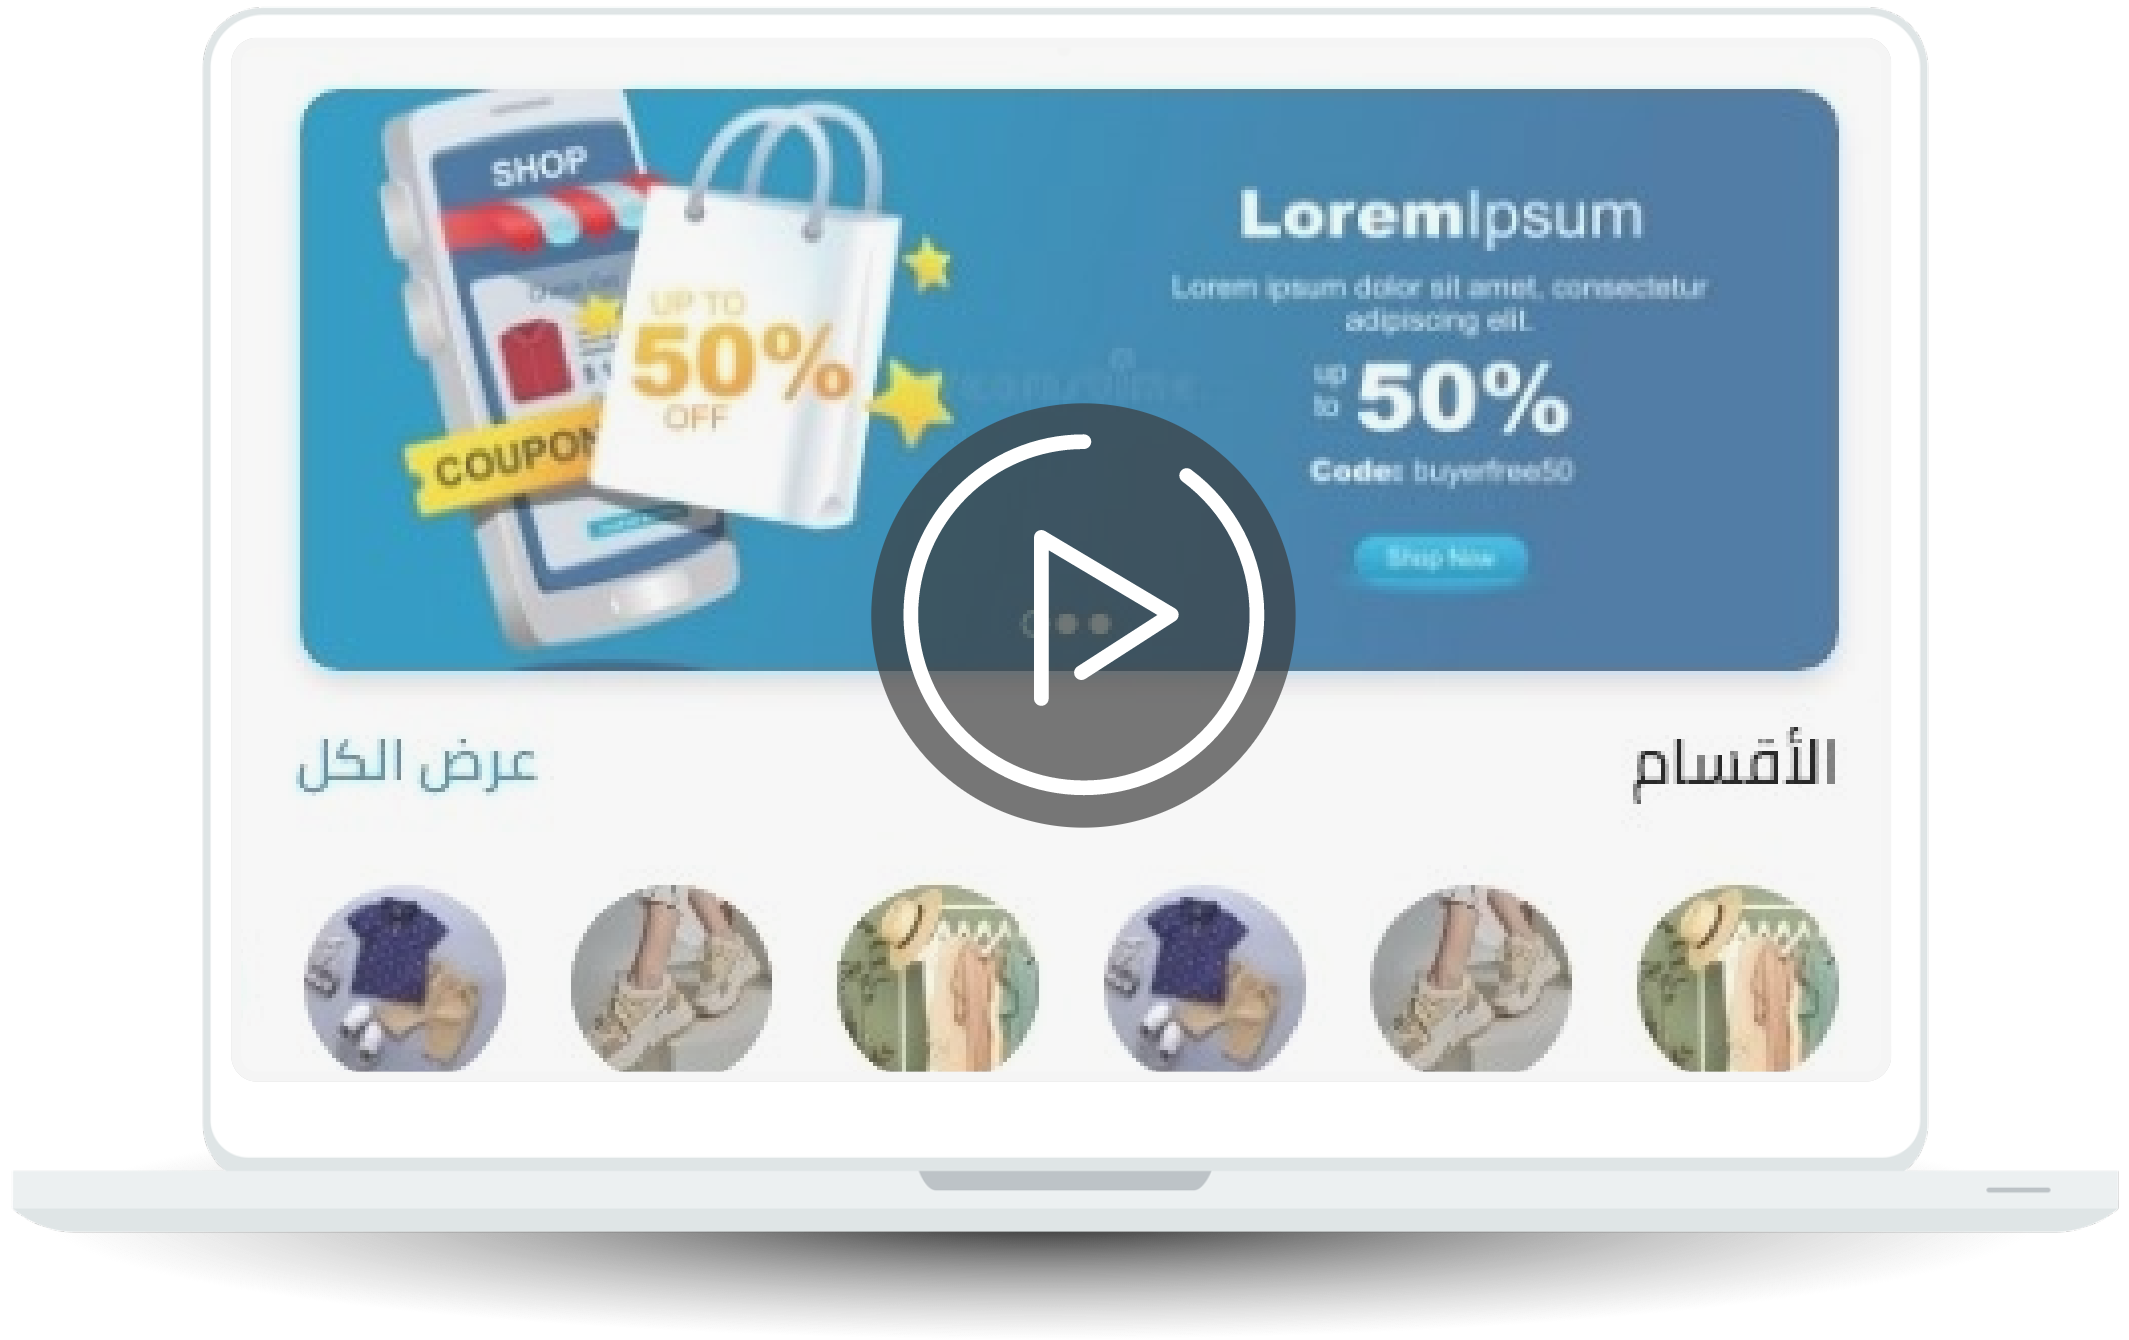 SHOP
UP TO
50%
OFF
COUPON
LoremIpsum
Lorem ipsum dolor sit amet, consectetur
adipiscing elit.
up to 50%
Code: buyerfree50
Shop Now
الأقسام
عرض الكل